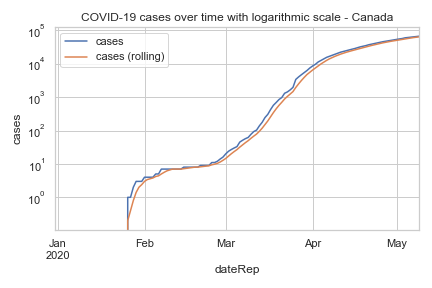 COVID-19 cases over time with logarithmic scale - Canada
cases
cases (rolling)
10^5
10^4
10^3
10^2
10^1
10^0
cases
Jan
2020
Feb
Mar
Apr
May
dateRep